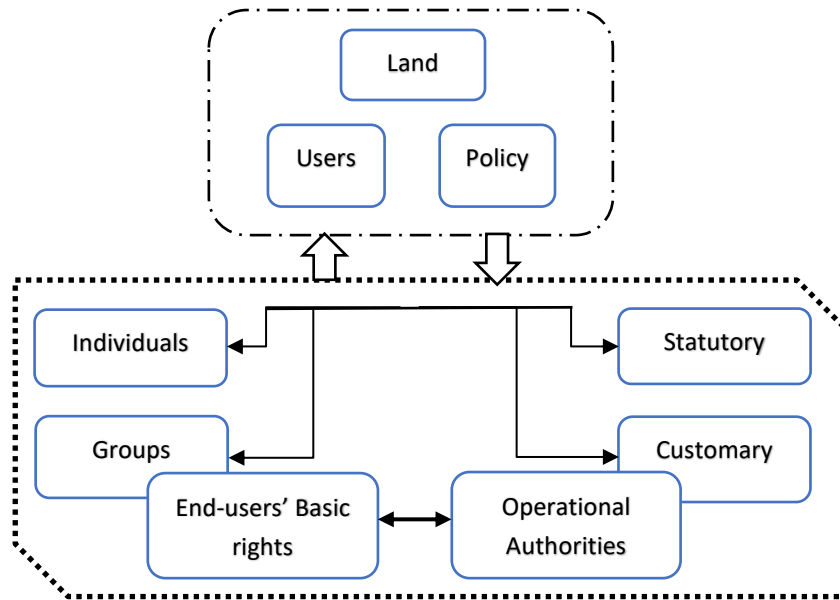 Land
Users
Policy
Individuals
Statutory
Groups
Customary
End-users’ Basic
rights
Operational
Authorities